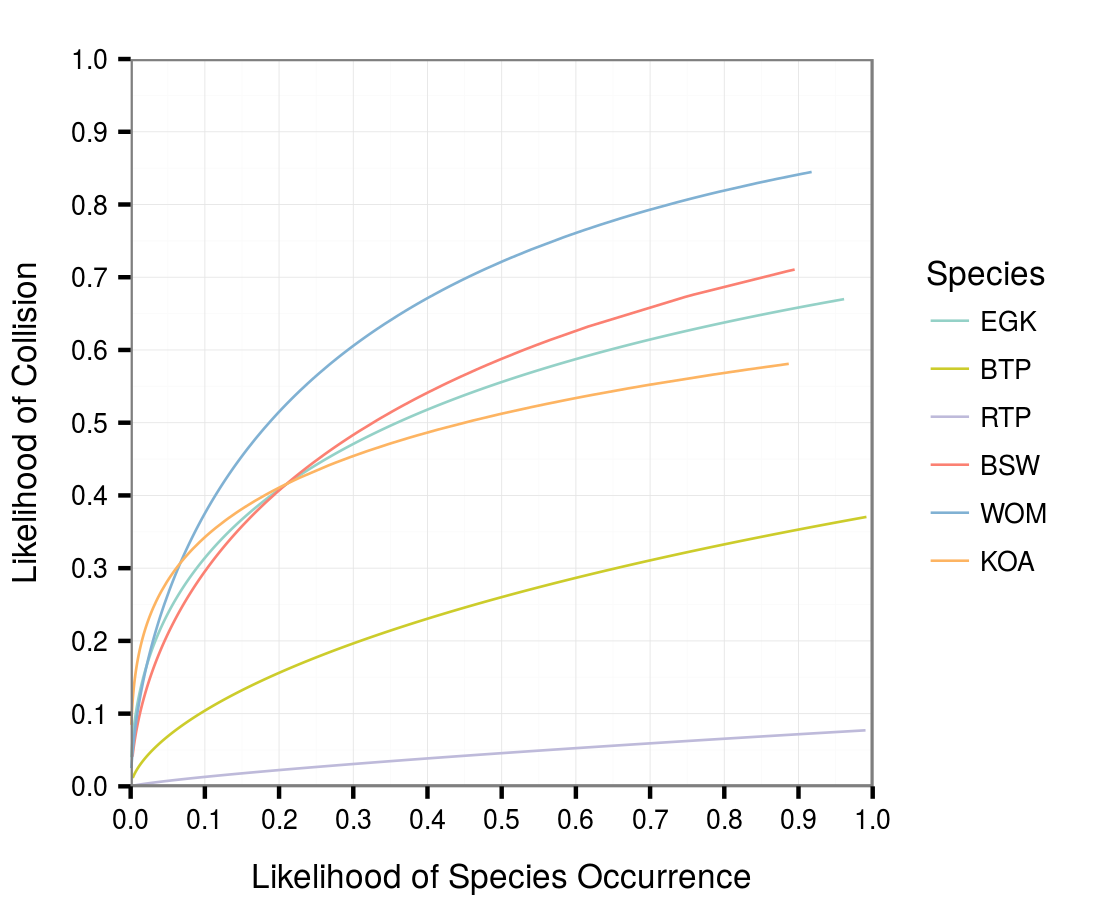 Likelihood of Collision
1.0
0.9
0.8
0.7
0.6
0.5
0.4
0.3
0.2
0.1
0.0
0.0 0.1 0.2 0.3 0.4 0.5 0.6 0.7 0.8 0.9 1.0
Likelihood of Species Occurrence
Species
EGK
BTP
RTP
BSW
WOM
KOA